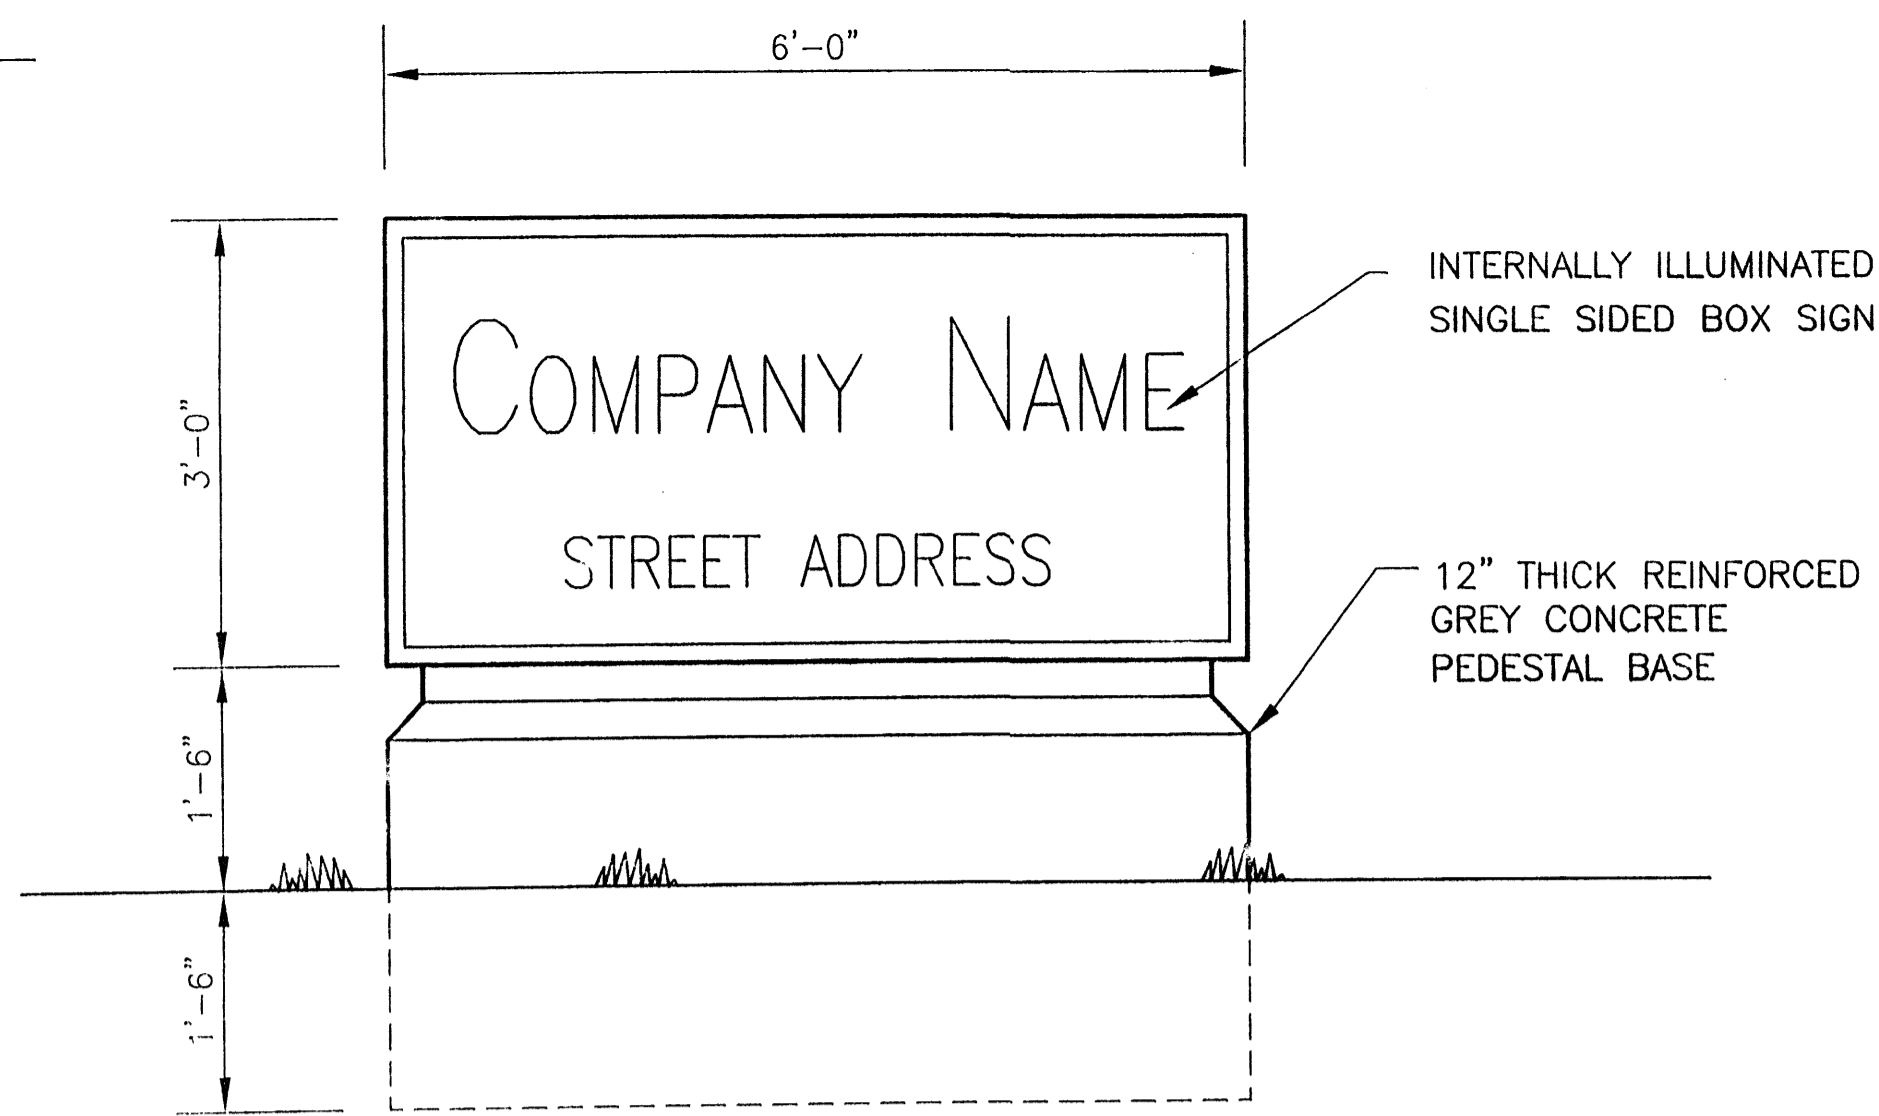 6'-0"
INTERNALLY ILLUMINATED
SINGLE SIDED BOX SIGN
COMPANY NAME
3'-0"
STREET ADDRESS
12" THICK REINFORCED
GREY CONCRETE
PEDESTAL BASE
1'-6"
1'-6"